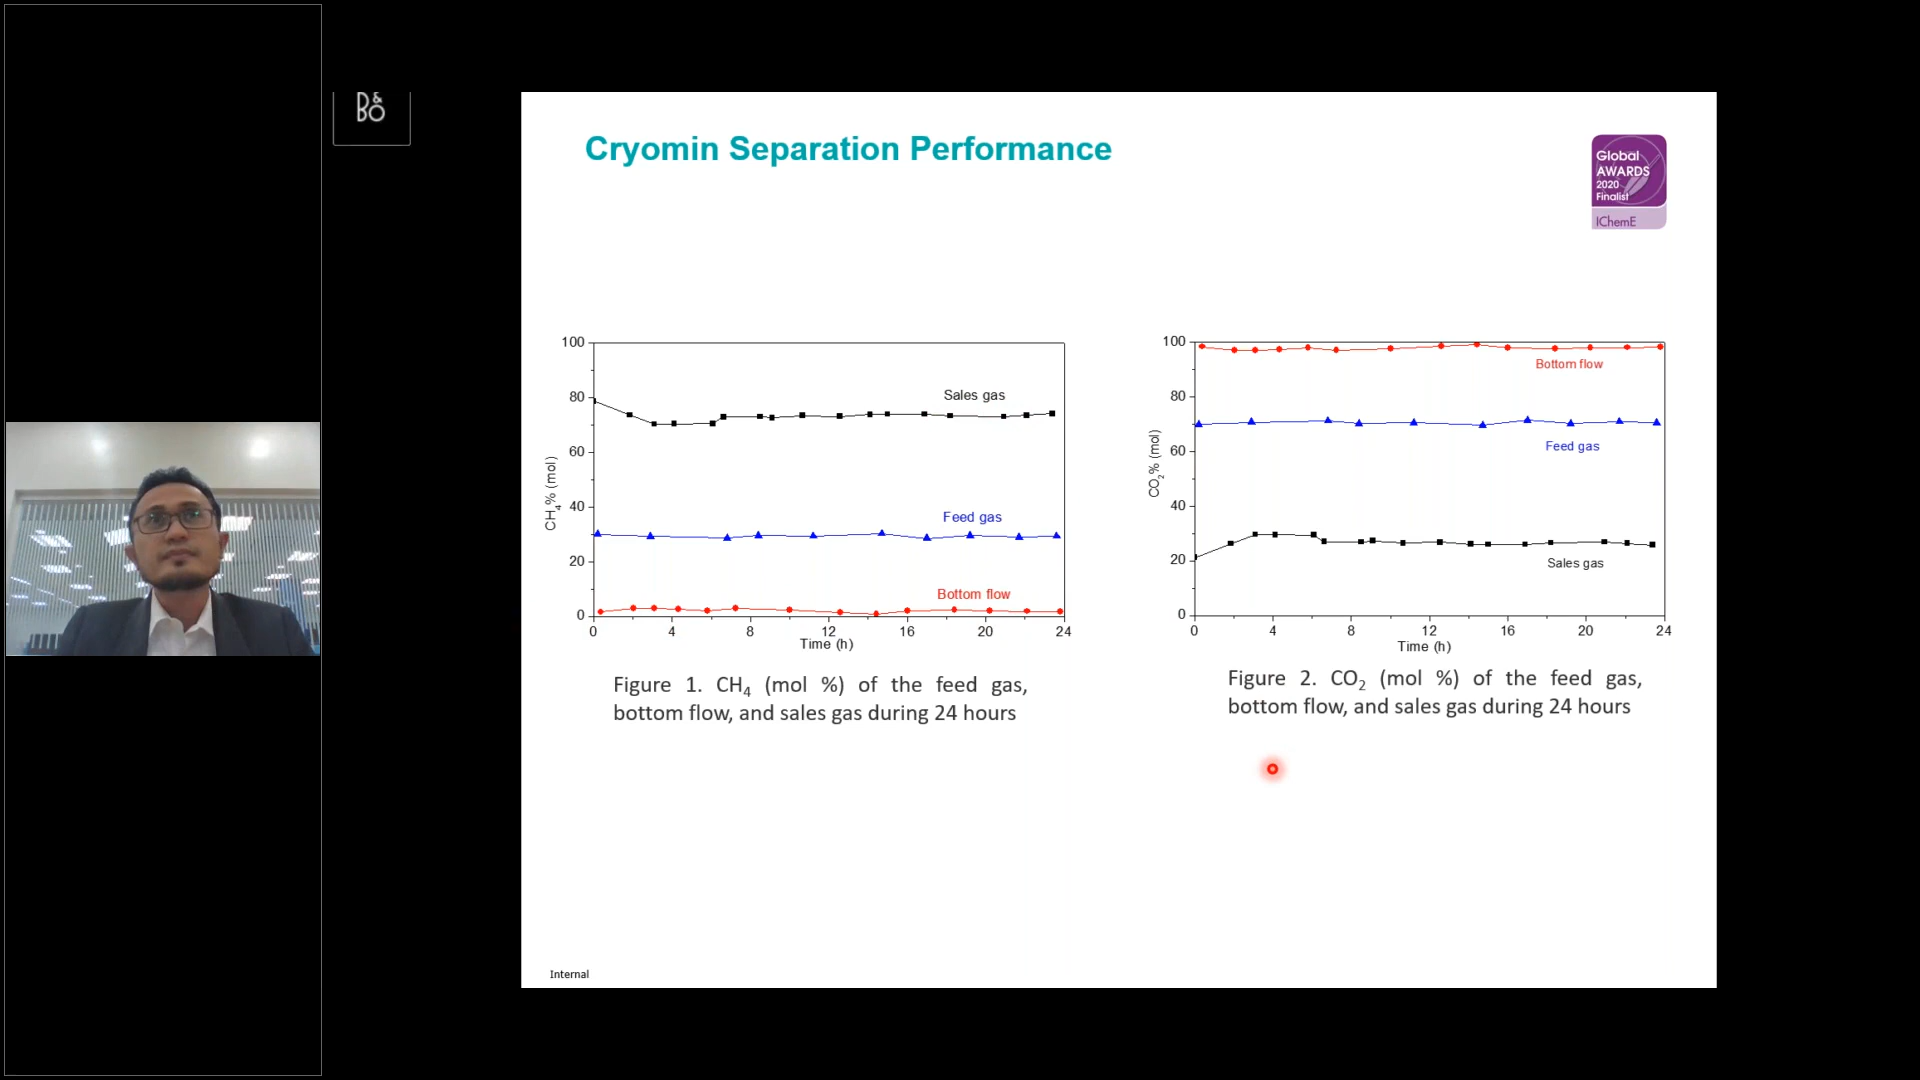 B&O
Cryomin Separation Performance
Global
AWARDS
2020
Finalist
IChemE
100
80
60
40
20
0
CH4% (mol)
Sales gas
Feed gas
Bottom flow
0 4 8 12 16 20 24
Time (h)
Figure 1. CH4 (mol %) of the feed gas,
bottom flow, and sales gas during 24 hours
100
80
60
40
20
0
CO2% (mol)
Bottom flow
Feed gas
Sales gas
0 4 8 12 16 20 24
Time (h)
Figure 2. CO2 (mol %) of the feed gas,
bottom flow, and sales gas during 24 hours
Internal